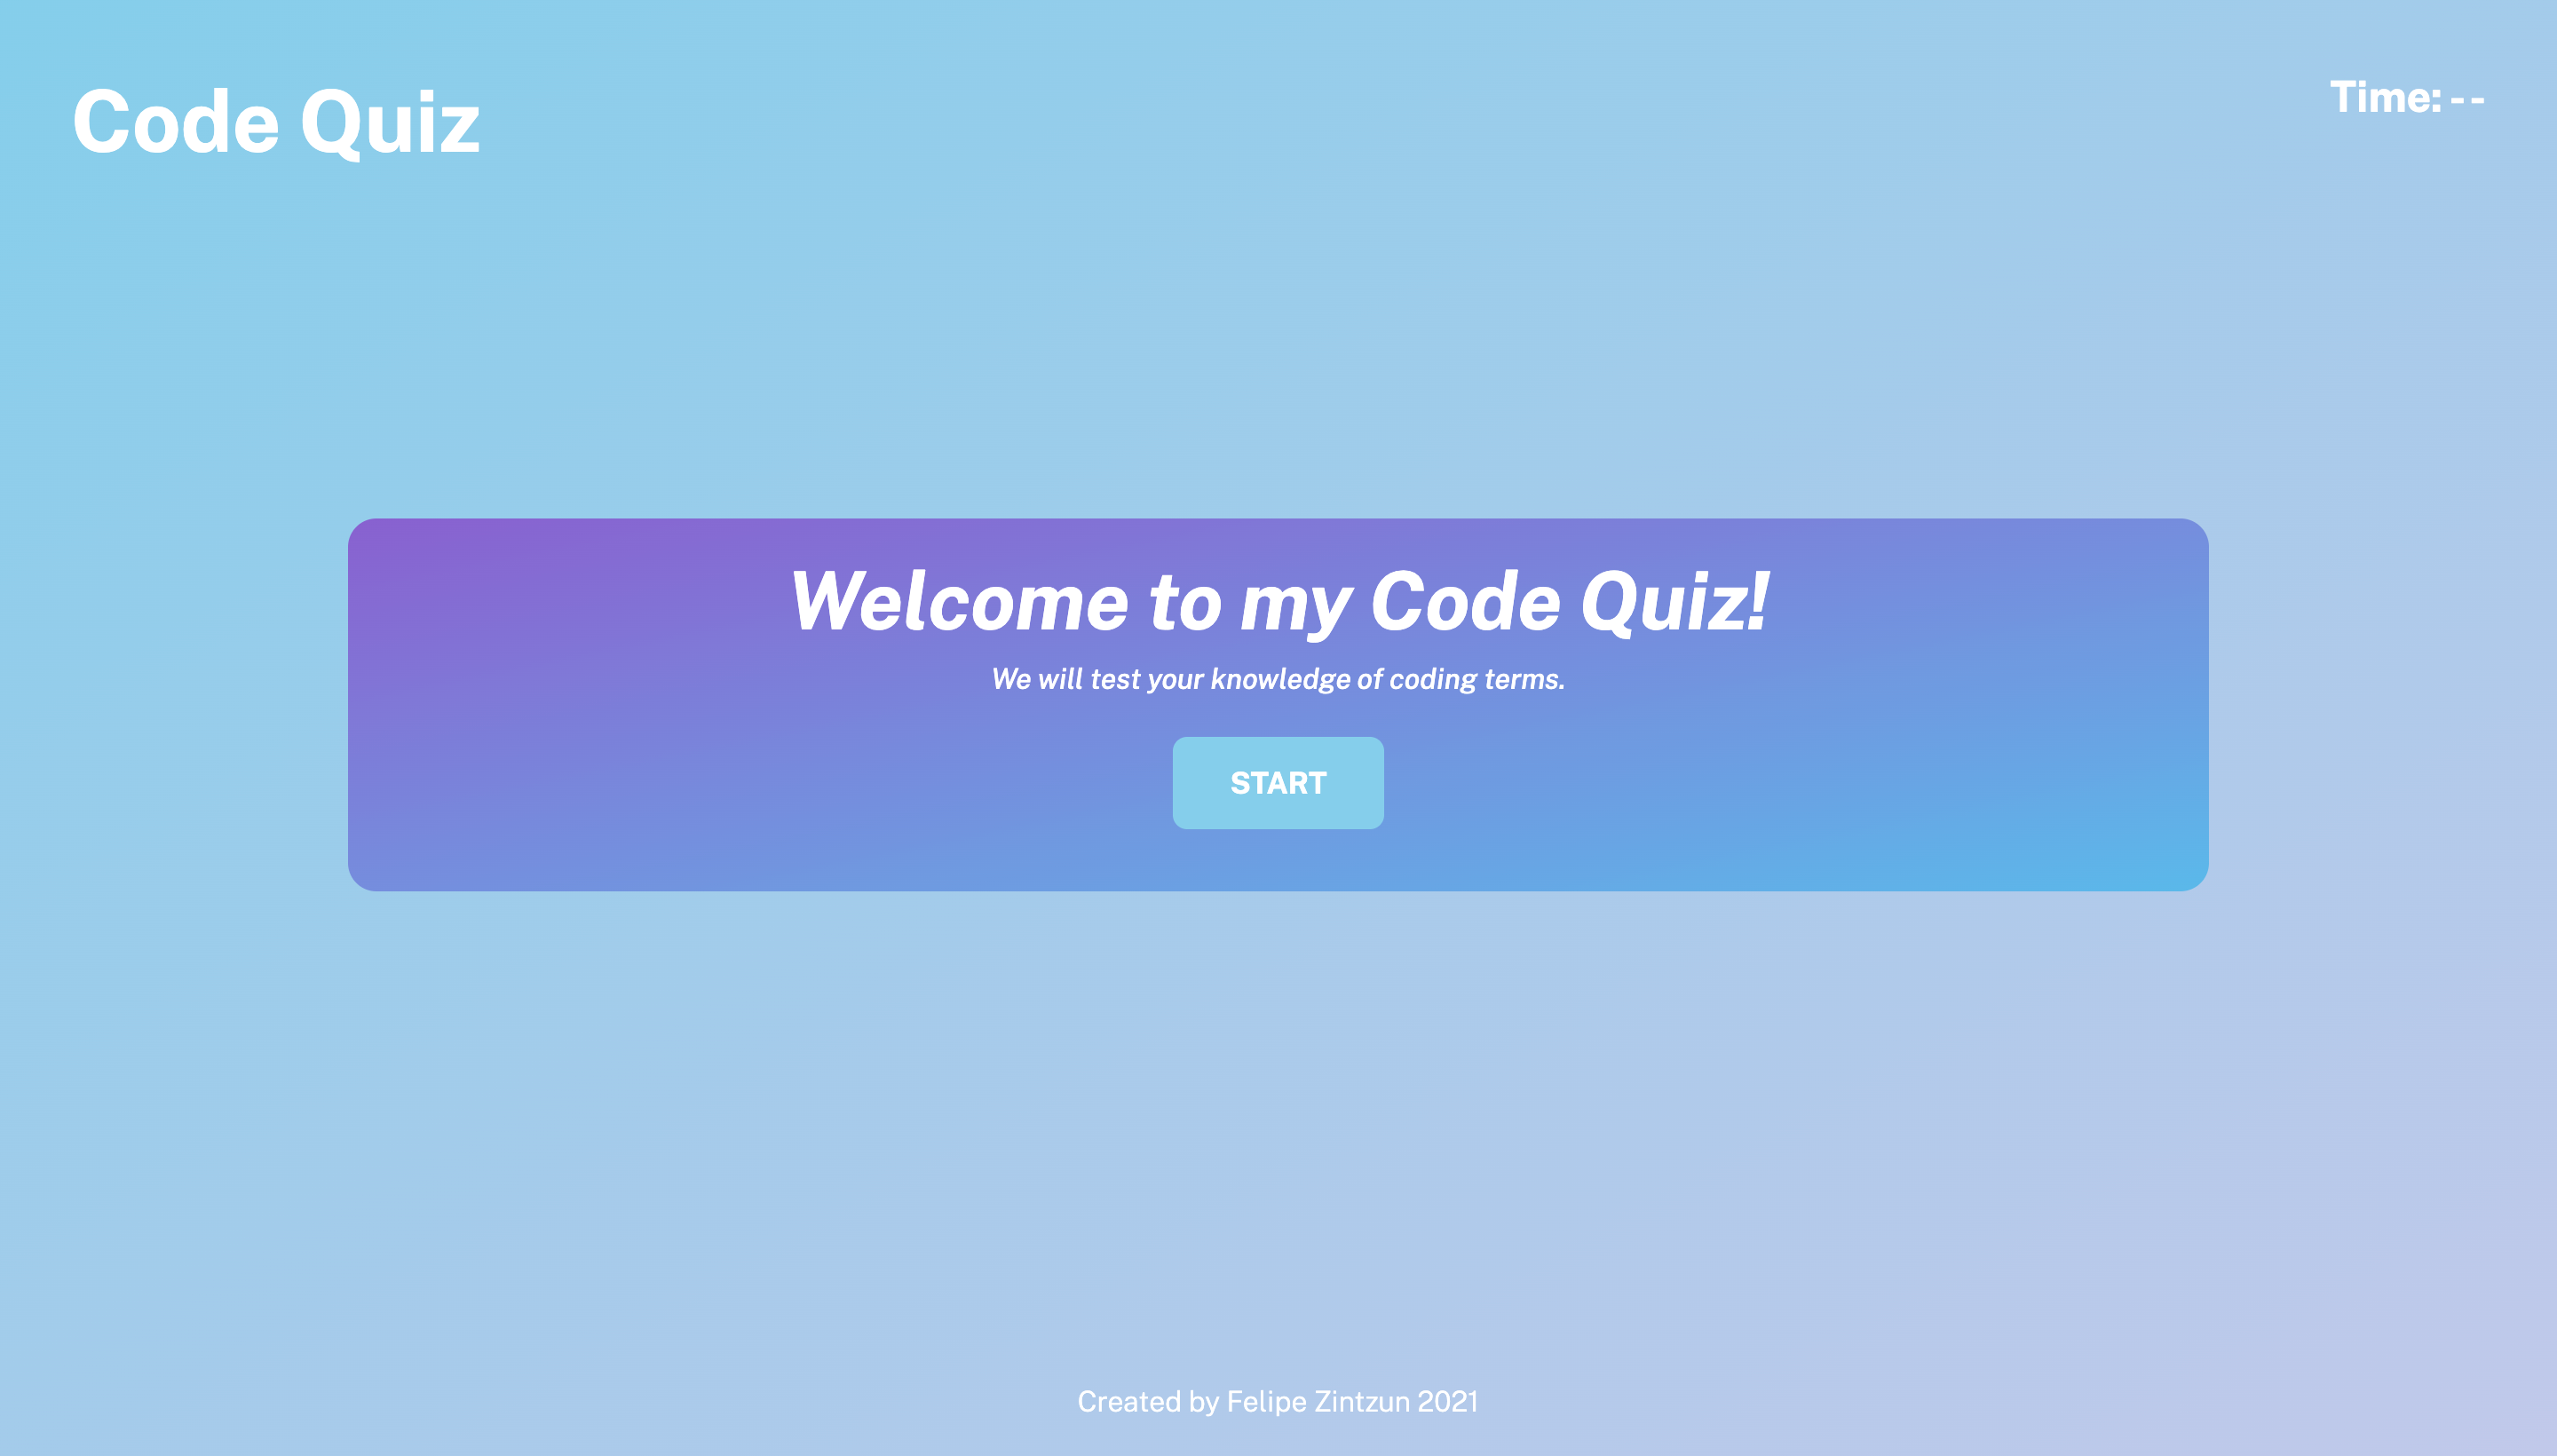 Code Quiz
Time: - -
Welcome to my Code Quiz!
We will test your knowledge of coding terms.
START
Created by Felipe Zintzun 2021